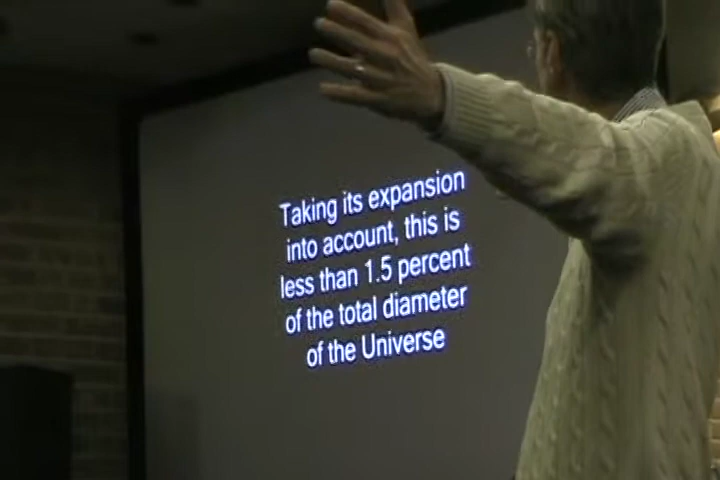 Taking its expansion
into account, this is
less than 1.5 percent
of the total diameter
of the Universe